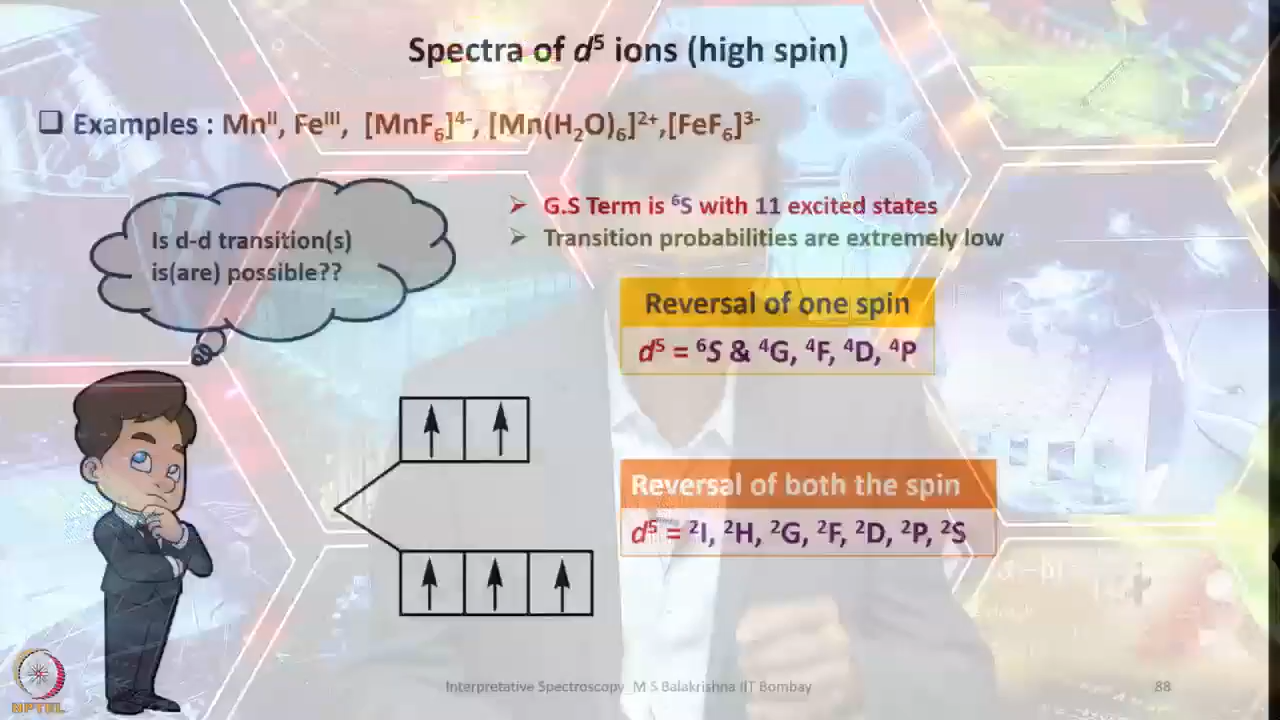 Spectra of d⁵ ions (high spin)
❑ Examples : Mnᴵᴵ, Feᴵᴵᴵ, [MnF₆]⁴⁻, [Mn(H₂O)₆]²⁺,[FeF₆]³⁻
Is d-d transition(s)
is(are) possible??
➢ G.S Term is ⁶S with 11 excited states
➢ Transition probabilities are extremely low
Reversal of one spin
d⁵ = ⁶S & ⁴G, ⁴F, ⁴D, ⁴P
Reversal of both the spin
d⁵ = ²I, ²H, ²G, ²F, ²D, ²P, ²S
NPTEL
Interpretative Spectroscopy_M S Balakrishna IIT Bombay
88